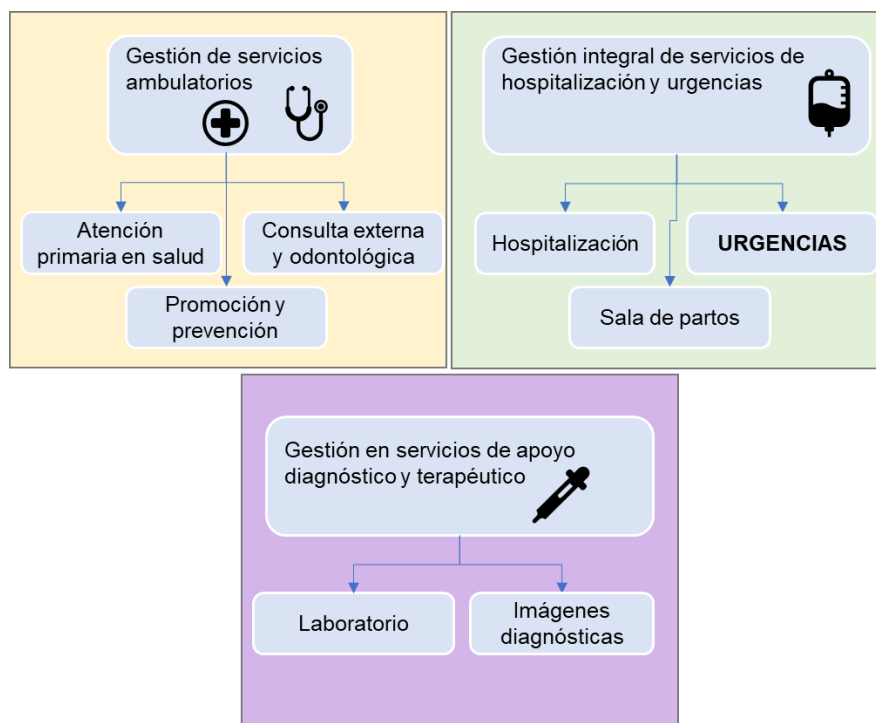 Gestión de servicios
ambulatorios
Atención
primaria en salud
Consulta externa
y odontológica
Promoción y
prevención
Gestión integral de servicios de
hospitalización y urgencias
Hospitalización
URGENCIAS
Sala de partos
Gestión en servicios de apoyo
diagnóstico y terapéutico
Laboratorio
Imágenes
diagnósticas